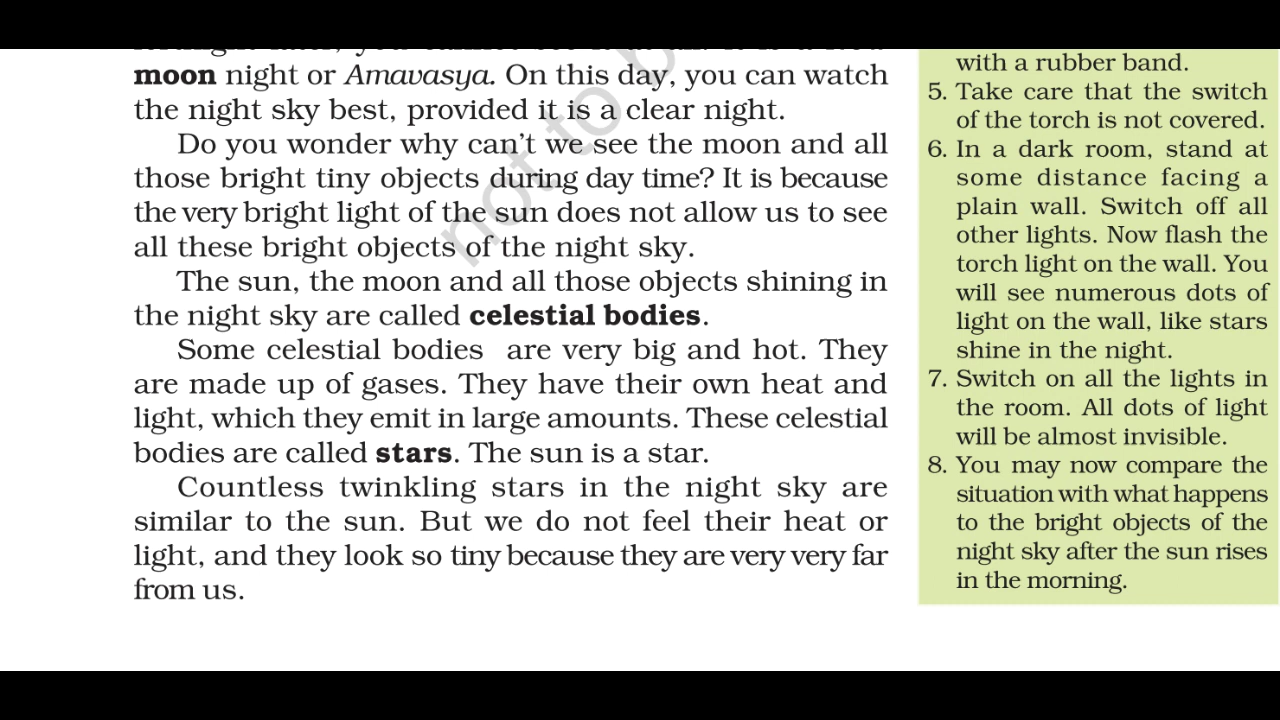 moon night or Amavasya. On this day, you can watch
the night sky best, provided it is a clear night.
Do you wonder why can't we see the moon and all
those bright tiny objects during day time? It is because
the very bright light of the sun does not allow us to see
all these bright objects of the night sky.
The sun, the moon and all those objects shining in
the night sky are called celestial bodies.
Some celestial bodies are very big and hot. They
are made up of gases. They have their own heat and
light, which they emit in large amounts. These celestial
bodies are called stars. The sun is a star.
Countless twinkling stars in the night sky are
similar to the sun. But we do not feel their heat or
light, and they look so tiny because they are very very far
from us.
not to b
with a rubber band.
5. Take care that the switch
of the torch is not covered.
6. In a dark room, stand at
some distance facing a
plain wall. Switch off all
other lights. Now flash the
torch light on the wall. You
will see numerous dots of
light on the wall, like stars
shine in the night.
7. Switch on all the lights in
the room. All dots of light
will be almost invisible.
8. You may now compare the
situation with what happens
to the bright objects of the
night sky after the sun rises
in the morning.